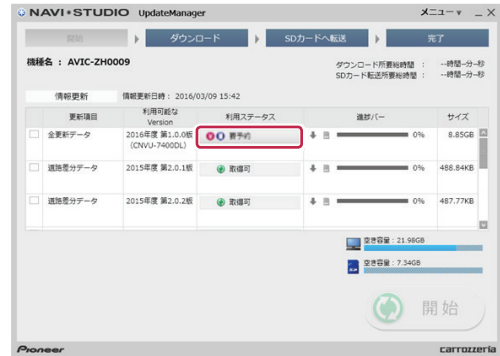 NAVI*STUDIO UpdateManager メニュー ▼ _ X
開始 ダウンロード SDカードへ転送 完了
機種名 : AVIC-ZH0009 ダウンロード所要総時間 : --時間--分--秒
SDカード転送所要総時間 : --時間--分--秒
情報更新 情報更新日時 : 2016/03/09 15:42
更新項目 利用可能な Version 利用ステータス 進捗バー サイズ
全更新データ 2016年度 第1.0.0版 (CNVU-7400DL) 要予約 0% 8.85GB
道路差分データ 2015年度 第2.0.1版 取得可 0% 488.84KB
道路差分データ 2015年度 第2.0.2版 取得可 0% 487.77KB
空き容量 : 21.98GB
空き容量 : 7.34GB
開始
Pioneer carrozzeria